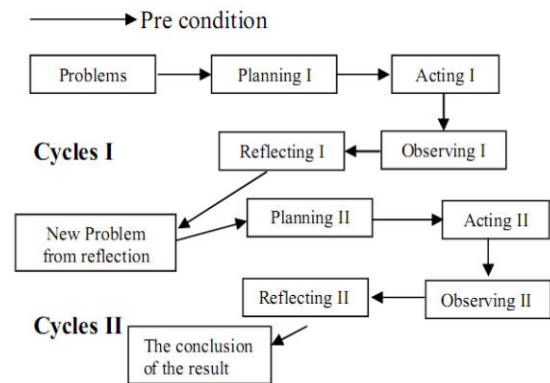 Pre condition
Problems
Planning I
Acting I
Cycles I
Reflecting I
Observing I
New Problem
from reflection
Planning II
Acting II
Cycles II
Reflecting II
Observing II
The conclusion
of the result